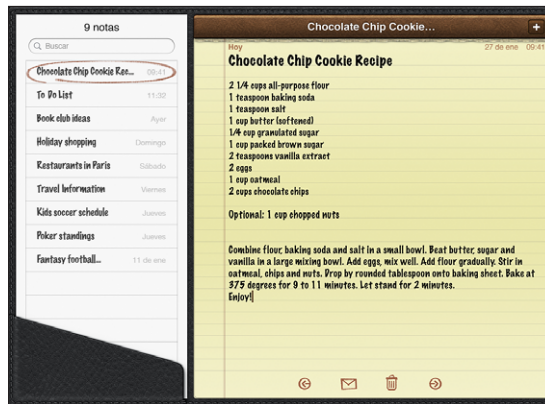 9 notas
Buscar
Chocolate Chip Cookie Rec... 09:41
To Do List 11:32
Book club ideas Ayer
Holiday shopping Domingo
Restaurants in Paris Sábado
Travel Information Viernes
Kids soccer schedule Jueves
Poker standings Jueves
Fantasy football... 11 de ene
Chocolate Chip Cookie...
+
Hoy 27 de ene 09:41
Chocolate Chip Cookie Recipe
2 1/4 cups all-purpose flour
1 teaspoon baking soda
1 teaspoon salt
1 cup butter (softened)
1/4 cup granulated sugar
1 cup packed brown sugar
2 teaspoons vanilla extract
2 eggs
1 cup oatmeal
2 cups chocolate chips
Optional: 1 cup chopped nuts
Combine flour, baking soda and salt in a small bowl. Beat butter, sugar and
vanilla in a large mixing bowl. Add eggs, mix well. Add flour gradually. Stir in
oatmeal, chips and nuts. Drop by rounded tablespoon onto baking sheet. Bake at
375 degrees for 9 to 11 minutes. Let stand for 2 minutes.
Enjoy!